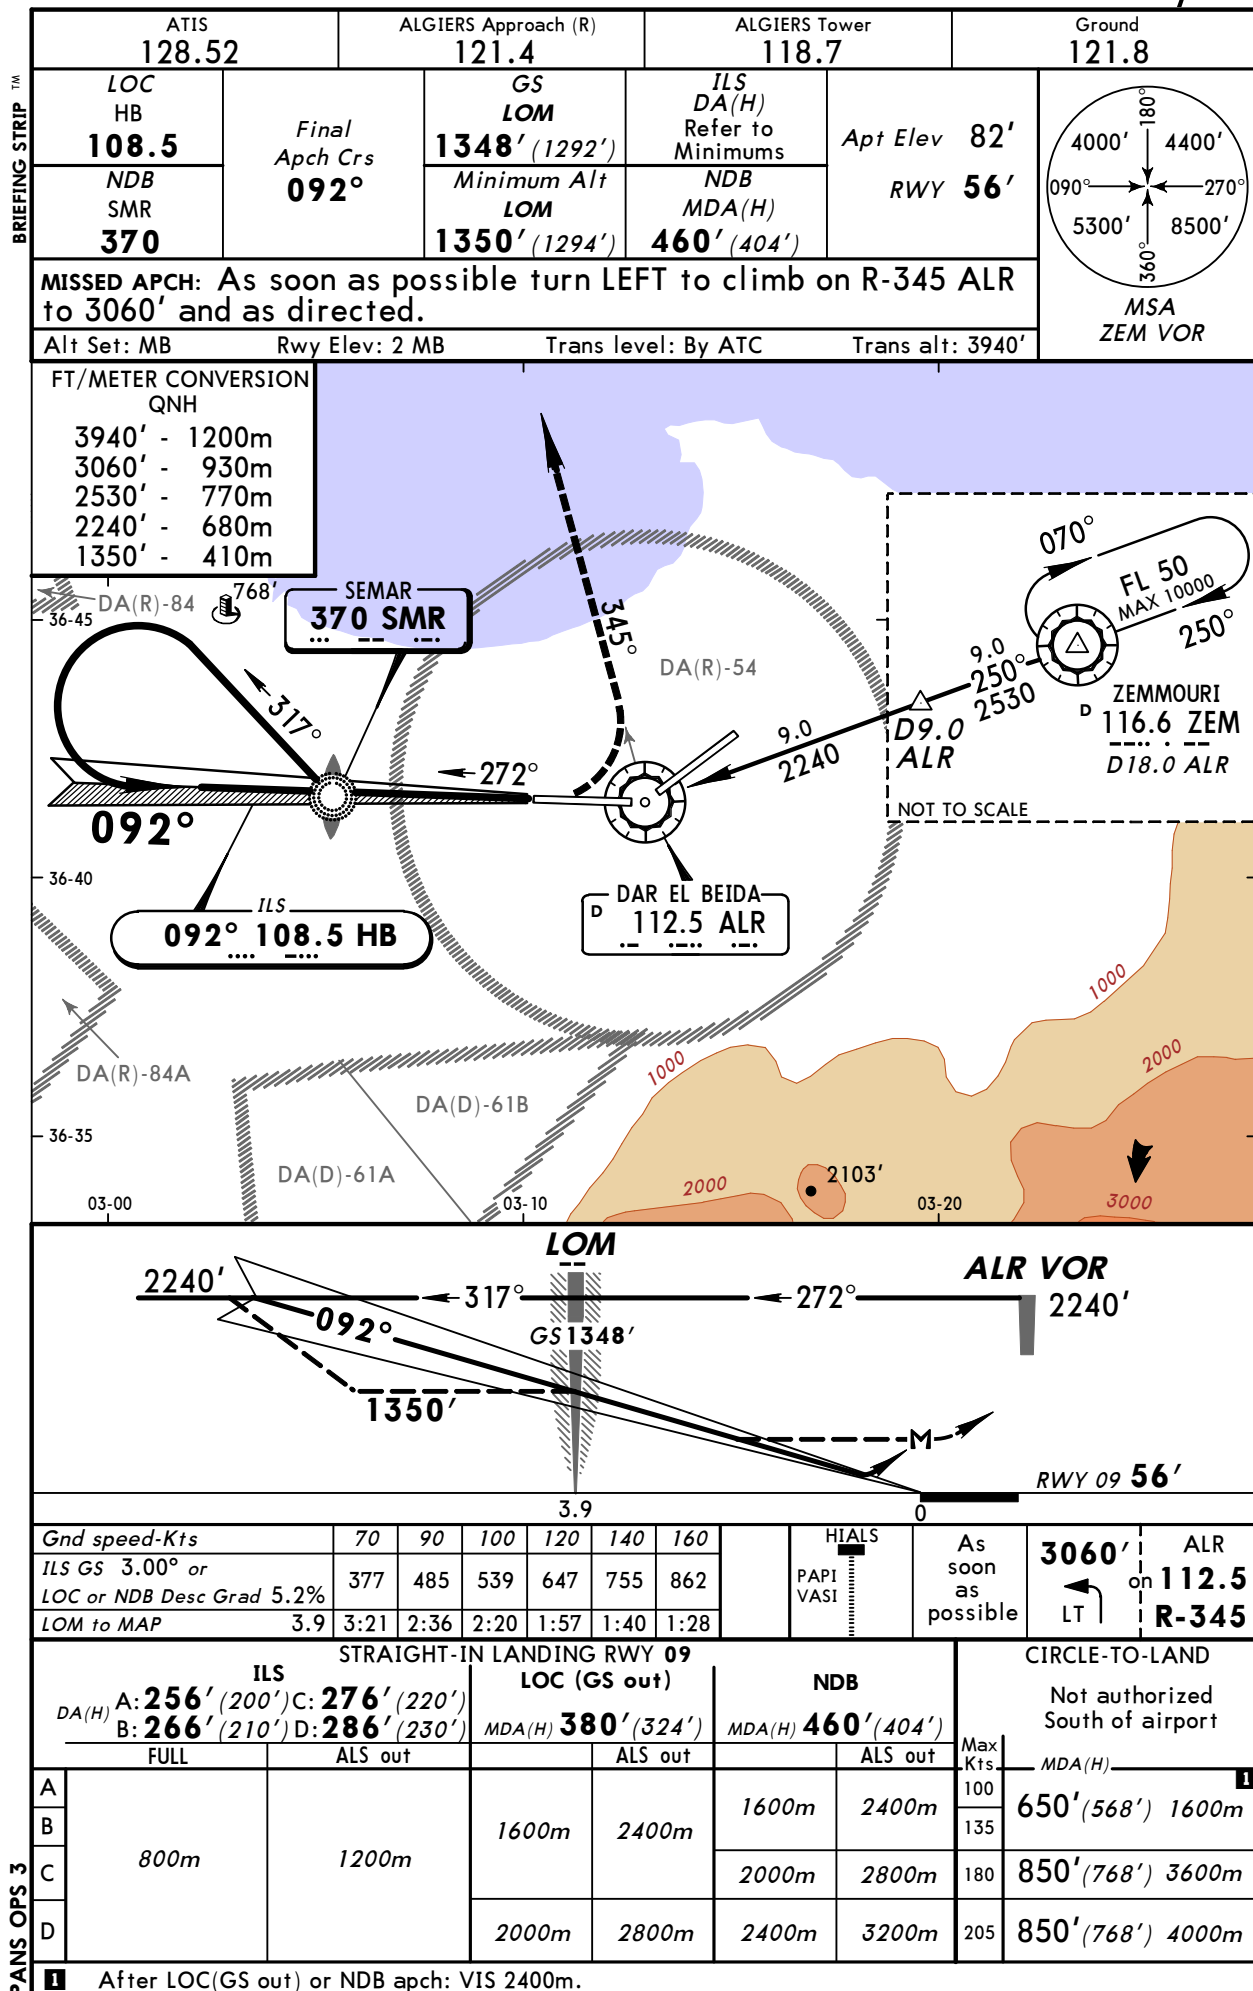 ATIS
128.52
ALGIERS Approach (R)
121.4
ALGIERS Tower
118.7
Ground
121.8
BRIEFING STRIP TM
LOC
HB
108.5
Final
Apch Crs
092°
GS
LOM
1348' (1292')
ILS
DA(H)
Refer to
Minimums
Apt Elev 82'
RWY 56'
NDB
SMR
370
Minimum Alt
LOM
1350' (1294')
NDB
MDA(H)
460' (404')
180°
4000' 4400'
090° 270°
5300' 8500'
360°
MSA
ZEM VOR
MISSED APCH: As soon as possible turn LEFT to climb on R-345 ALR
to 3060' and as directed.
Alt Set: MB Rwy Elev: 2 MB Trans level: By ATC Trans alt: 3940'
FT/METER CONVERSION
QNH
3940' - 1200m
3060' - 930m
2530' - 770m
2240' - 680m
1350' - 410m
DA(R)-84
768'
36-45
SEMAR
370 SMR
317°
345°
DA(R)-54
070°
FL 50
MAX 10000
250°
9.0
250°
2530
ZEMMOURI
D 116.6 ZEM
D18.0 ALR
D9.0
ALR
9.0
2240
NOT TO SCALE
272°
092°
36-40
ILS
092° 108.5 HB
DAR EL BEIDA
D 112.5 ALR
DA(R)-84A
DA(D)-61B
DA(D)-61A
36-35
1000
1000
2000
2000
2103'
3000
03-00
03-10
03-20
LOM
ALR VOR
2240'
317°
272°
2240'
092°
GS 1348'
1350'
M
RWY 09 56'
3.9
0
Gnd speed-Kts 70 90 100 120 140 160
ILS GS 3.00° or
LOC or NDB Desc Grad 5.2% 377 485 539 647 755 862
LOM to MAP 3.9 3:21 2:36 2:20 1:57 1:40 1:28
HIALS
PAPI
VASI
As
soon
as
possible
3060'
LT
on
ALR
112.5
R-345
STRAIGHT-IN LANDING RWY 09
CIRCLE-TO-LAND
ILS
DA(H) A: 256' (200') C: 276' (220')
B: 266' (210') D: 286' (230')
LOC (GS out)
MDA(H) 380' (324')
NDB
MDA(H) 460' (404')
Not authorized
South of airport
FULL ALS out ALS out ALS out
Max
Kts MDA(H)
A
B
C
D
800m 1200m
1600m 2400m
2000m 2800m
1600m 2400m
2000m 2800m
2400m 3200m
100
135
650' (568') 1600m 1
180 850' (768') 3600m
205 850' (768') 4000m
PANS OPS 3
1 After LOC(GS out) or NDB apch: VIS 2400m.